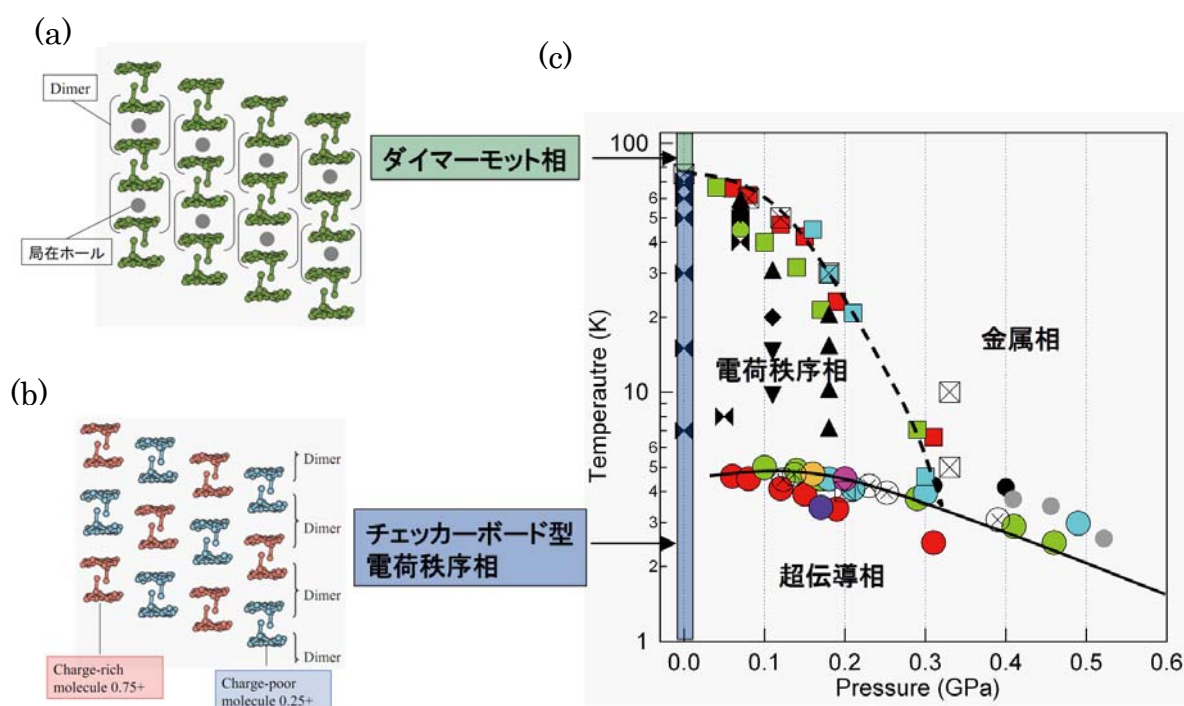 (a)
Dimer
局在ホール
ダイマーモット相
(b)
Dimer
Dimer
Dimer
Dimer
Charge-rich
molecule 0.75+
Charge-poor
molecule 0.25+
チェッカーボード型
電荷秩序相
(c)
Temperautre (K)
100
6
5
4
3
2
10
6
5
4
3
2
1
電荷秩序相
金属相
超伝導相
0.0 0.1 0.2 0.3 0.4 0.5 0.6
Pressure (GPa)